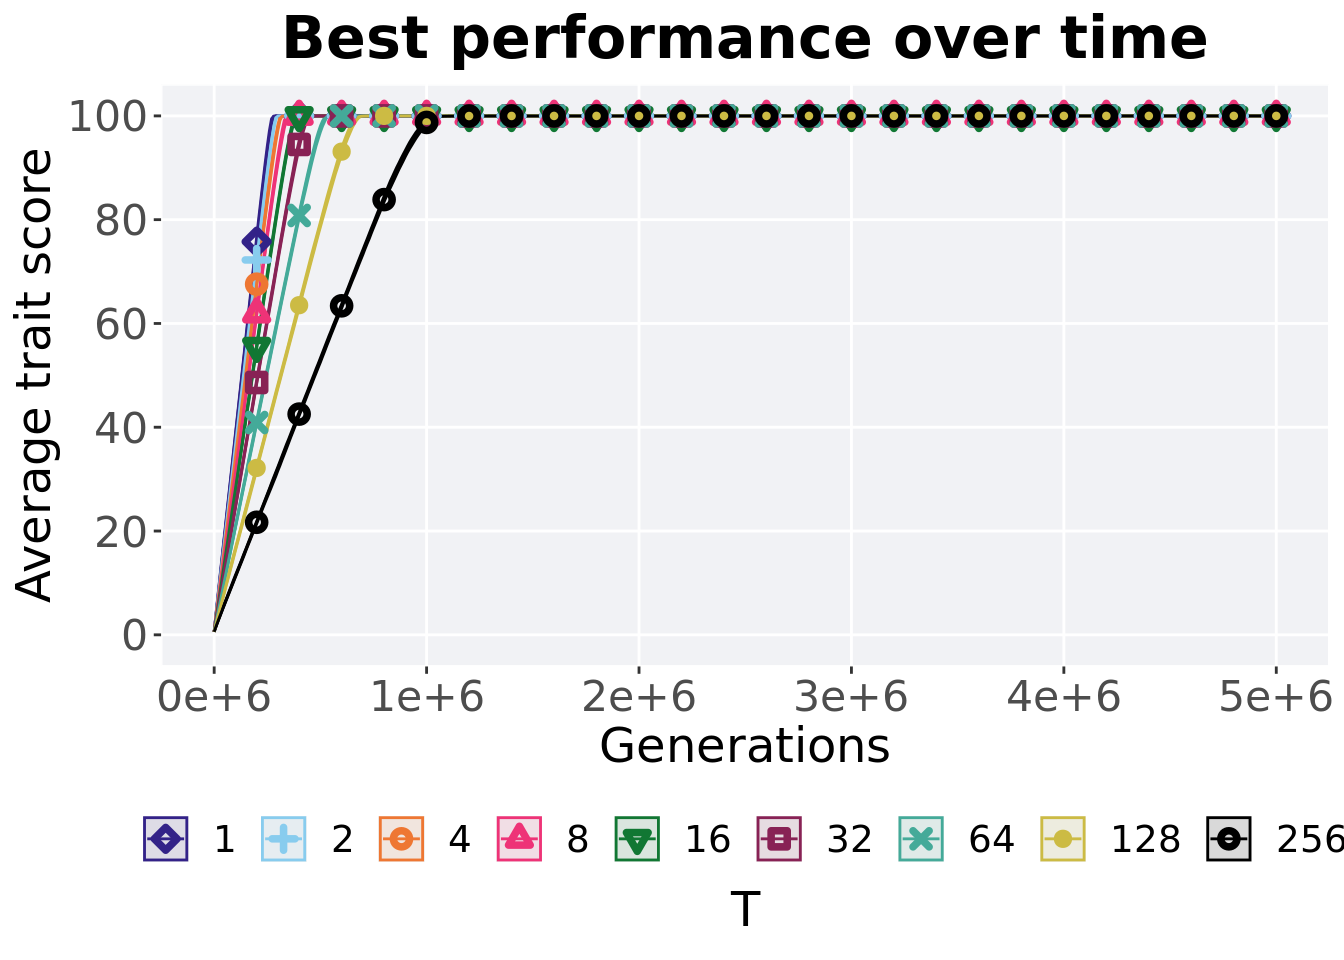 Best performance over time
Average trait score
100
80
60
40
20
0
0e+6 1e+6 2e+6 3e+6 4e+6 5e+6
Generations
1 2 4 8 16 32 64 128 256
T